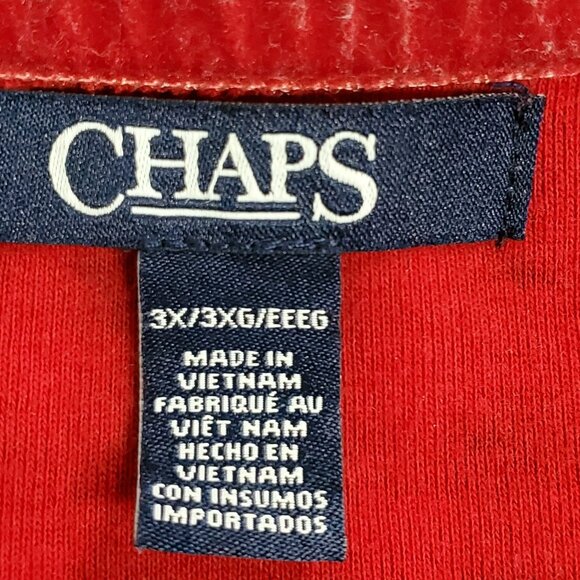 CHAPS
3X/3XG/EEEG
MADE IN
VIETNAM
FABRIQUÉ AU
VIÊT NAM
HECHO EN
VIETNAM
CON INSUMOS
IMPORTADOS